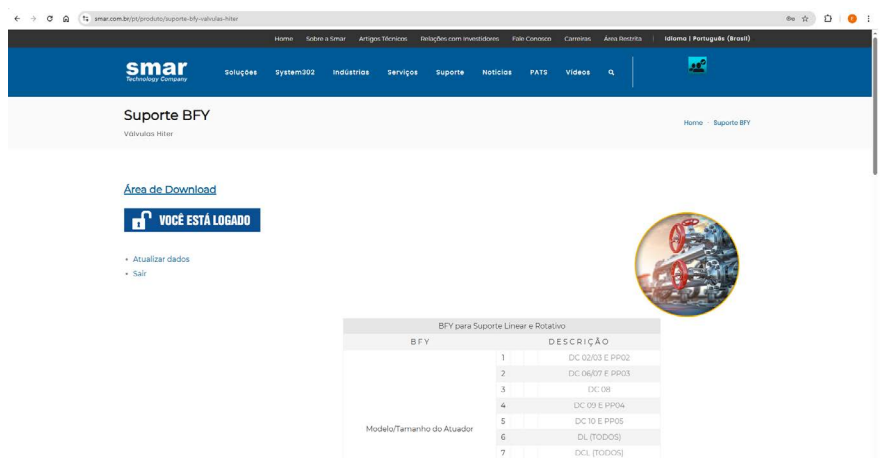 smar.com.br/pt/produto/suporte-bfy-valvulas-hiter
Home Sobre a Smar Artigos Técnicos Relações com Investidores Fale Conosco Carreiras Área Restrita Idioma | Português (Brasil)
smar
Technology Company
Soluções System302 Indústrias Serviços Suporte Notícias PATS Vídeos
Suporte BFY
Válvulas Hiter
Home Suporte BFY
Área de Download
VOCÊ ESTÁ LOGADO
Atualizar dados
Sair
BFY para Suporte Linear e Rotativo
BFY DESCRIÇÃO
1 DC 02/03 E PP02
2 DC 06/07 E PP03
3 DC 08
4 DC 09 E PP04
5 DC 10 E PP05
Modelo/Tamanho do Atuador
6 DL (TODOS)
7 DCL (TODOS)